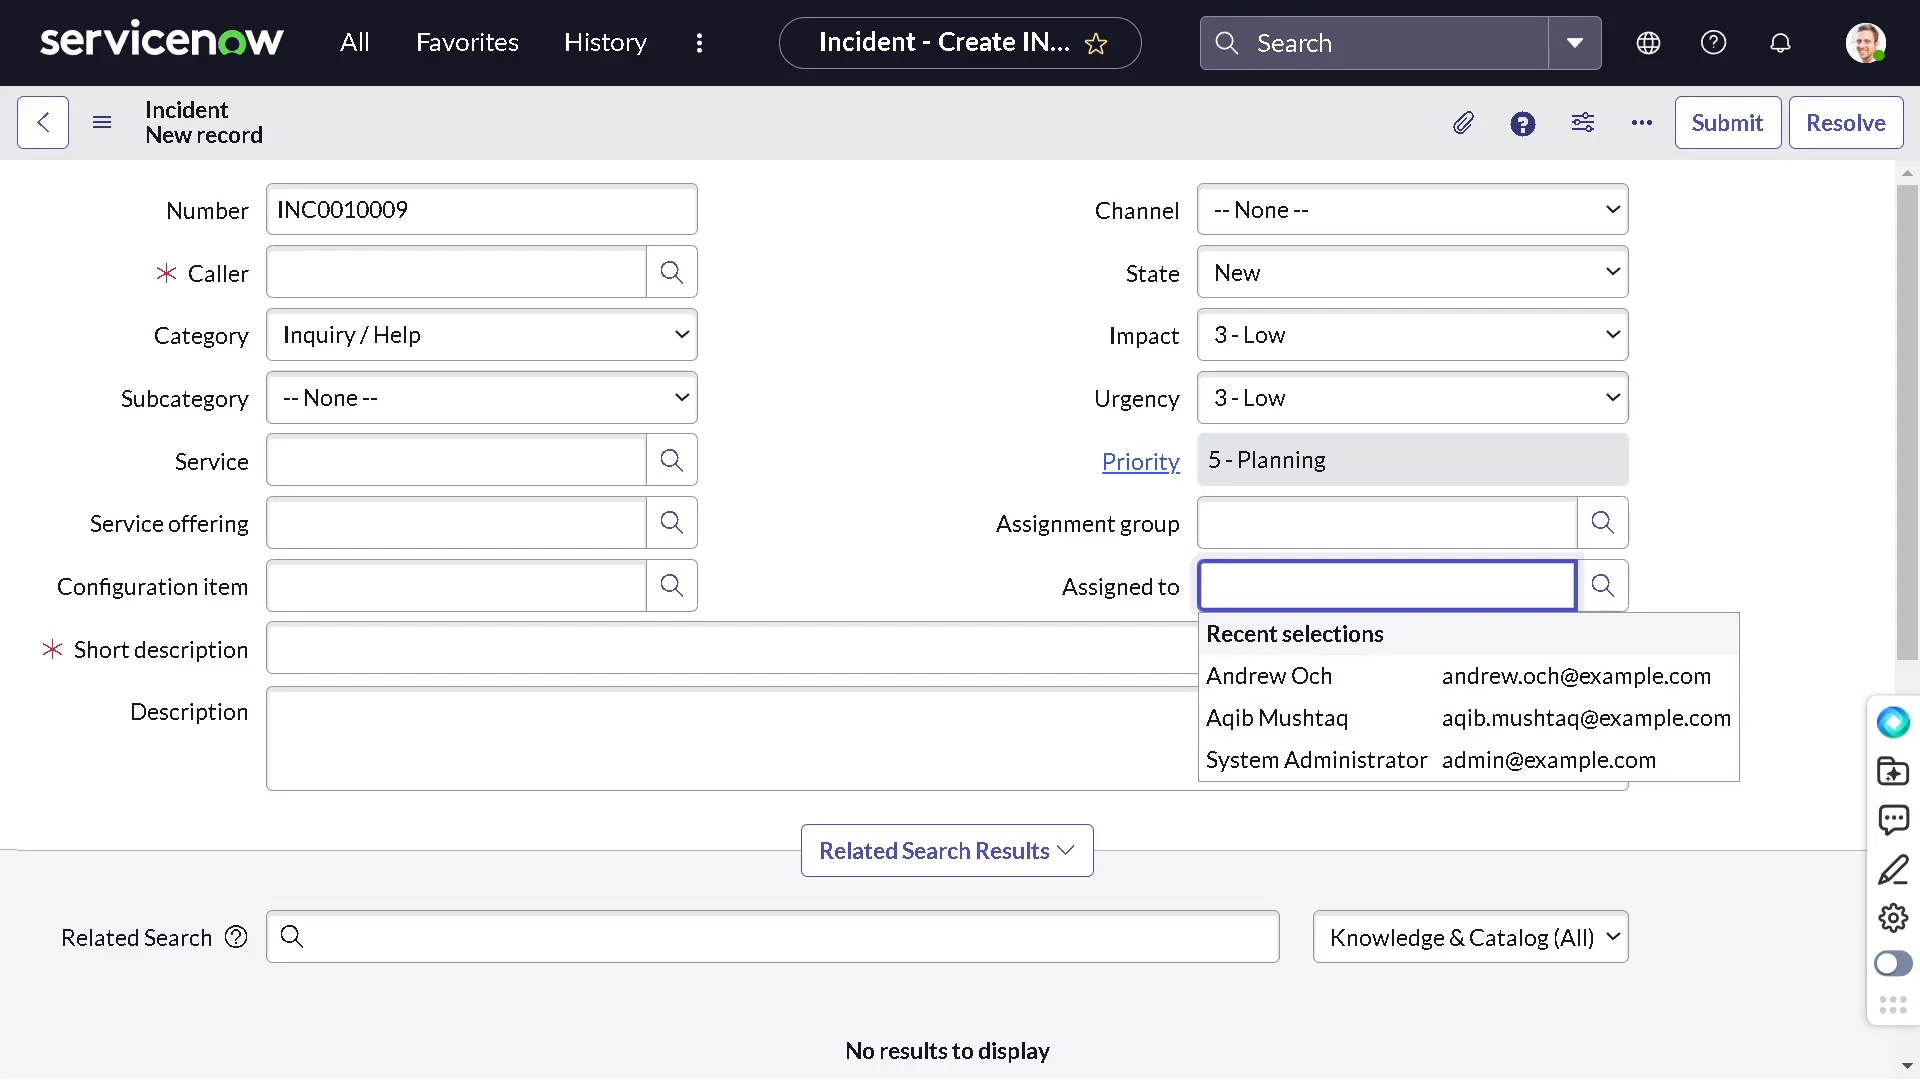 servicenow
All
Favorites
History
Incident - Create IN...
Search
Incident
New record
Submit
Resolve
Number
INC0010009
Channel
-- None --
* Caller
State
New
Category
Inquiry / Help
Impact
3 - Low
Subcategory
-- None --
Urgency
3 - Low
Service
Priority
5 - Planning
Service offering
Assignment group
Configuration item
Assigned to
Recent selections
* Short description
Andrew Och andrew.och@example.com
Description
Aqib Mushtaq aqib.mushtaq@example.com
System Administrator admin@example.com
Related Search Results
Related Search
Knowledge & Catalog (All)
No results to display